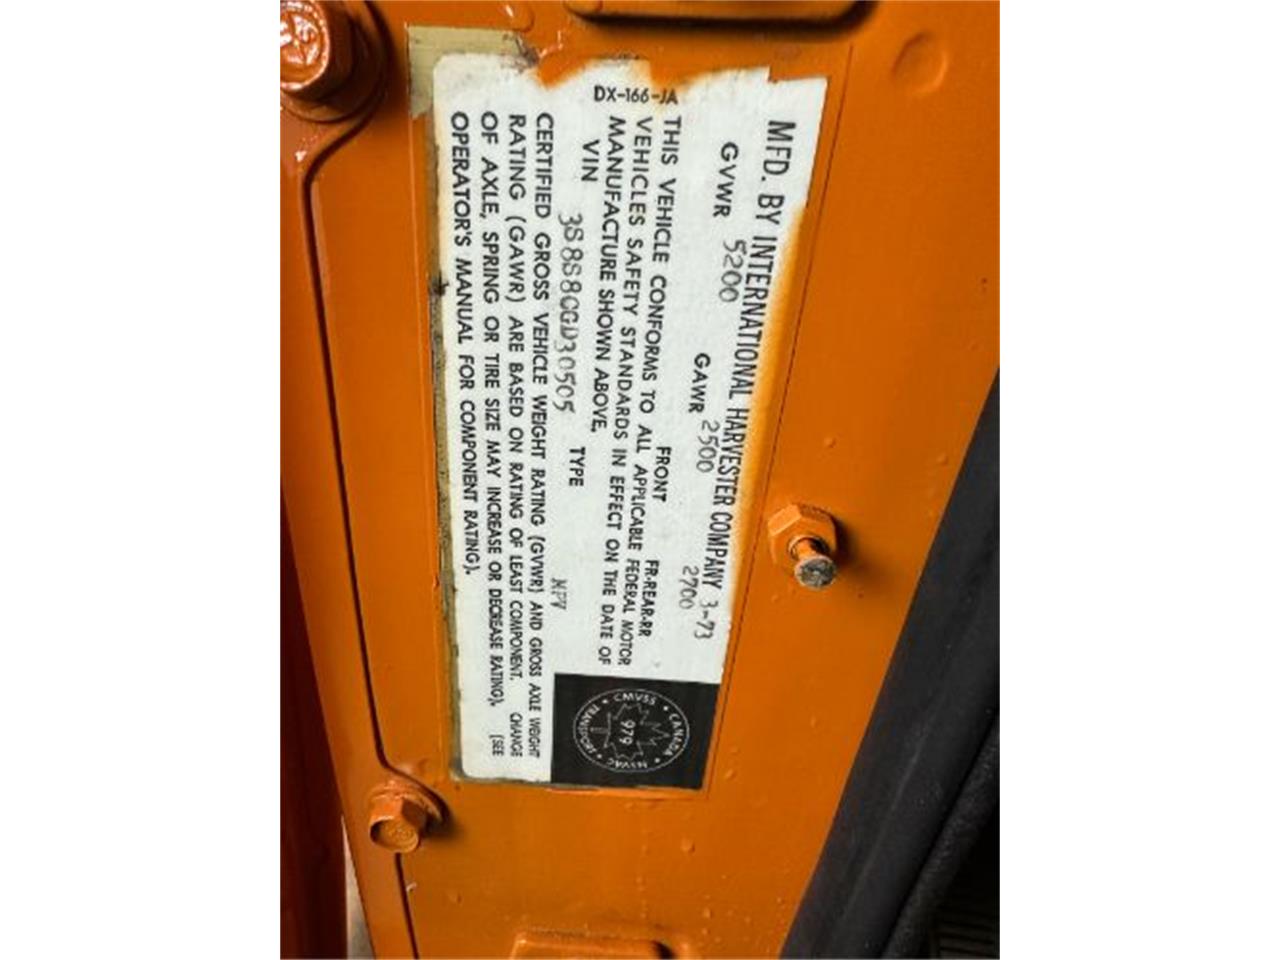 MFD. BY INTERNATIONAL HARVESTER COMPANY 3-73
GVWR 5200 GAWR 2500 2700
FRONT FR-REAR-RR
DX-166-JA
THIS VEHICLE CONFORMS TO ALL APPLICABLE FEDERAL MOTOR
VEHICLES SAFETY STANDARDS IN EFFECT ON THE DATE OF
MANUFACTURE SHOWN ABOVE.
VIN 3S8S8CGD30505 TYPE MPV
CERTIFIED GROSS VEHICLE WEIGHT RATING (GVWR) AND GROSS AXLE WEIGHT
RATING (GAWR) ARE BASED ON RATING OF LEAST COMPONENT. CHANGE
OF AXLE, SPRING OR TIRE SIZE MAY INCREASE OR DECREASE RATING). (SEE
OPERATOR'S MANUAL FOR COMPONENT RATING).
CANADA
CMVSS
TRANSPORT
979